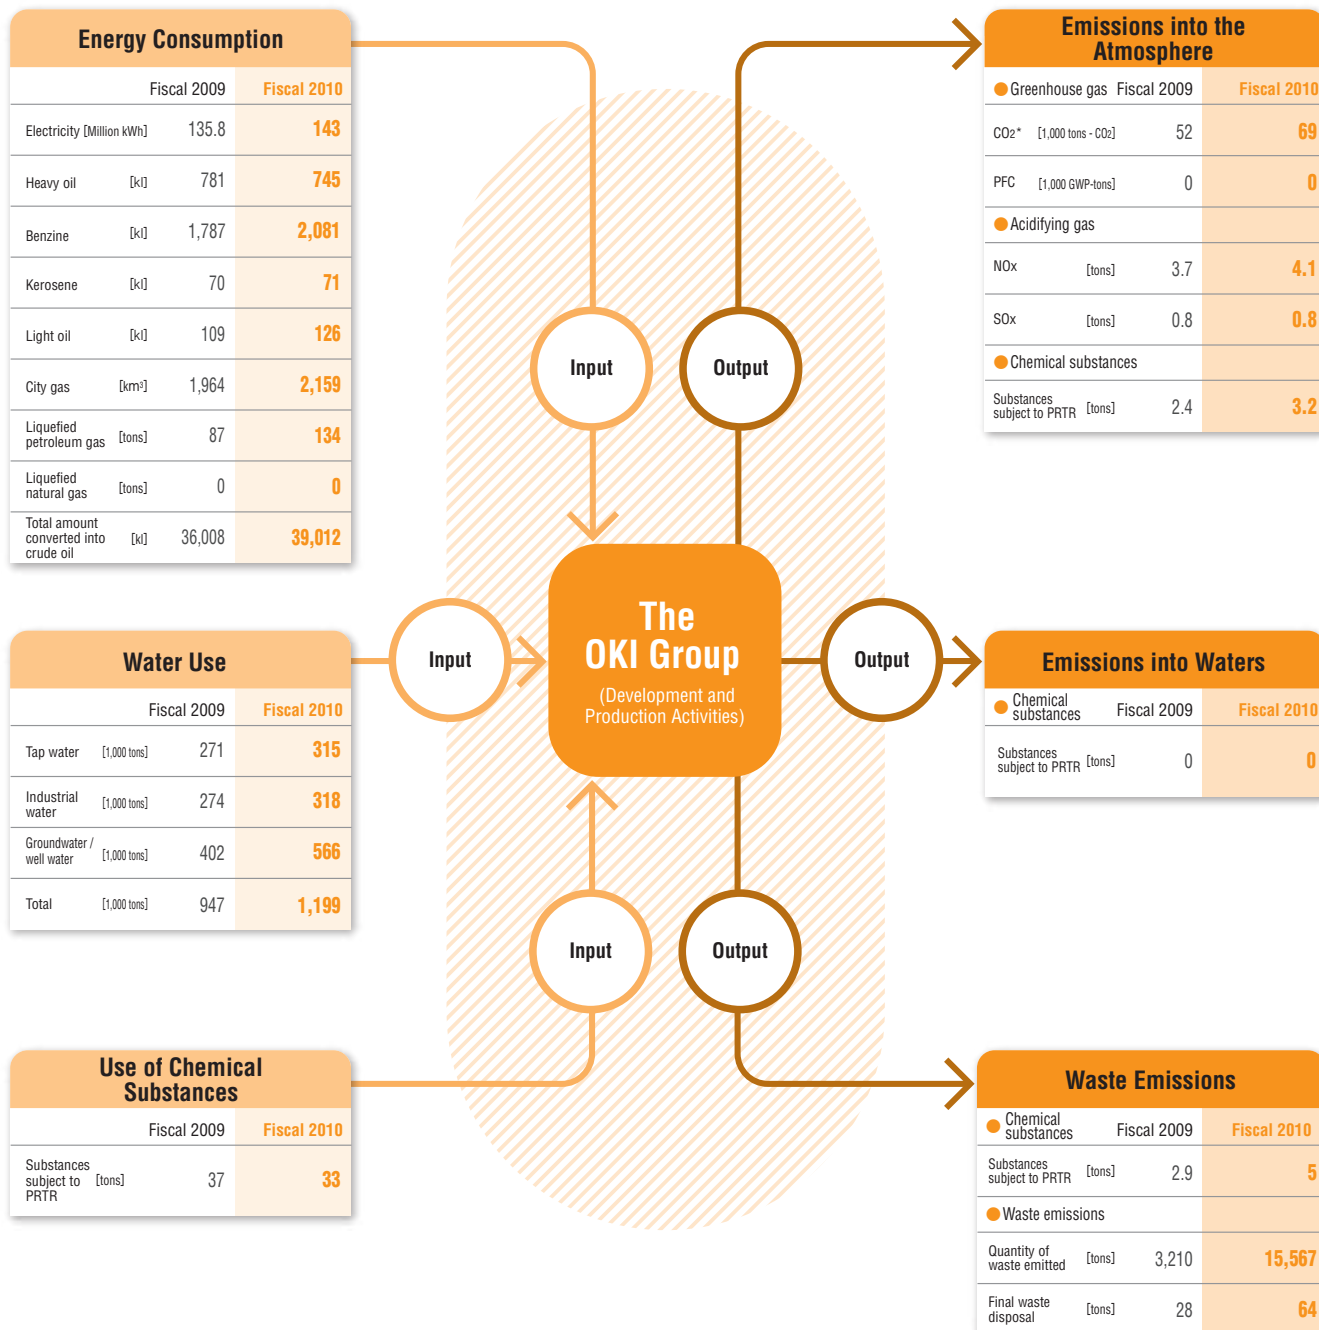 Energy Consumption
Fiscal 2009 Fiscal 2010
Electricity [Million kWh] 135.8 143
Heavy oil [kl] 781 745
Benzine [kl] 1,787 2,081
Kerosene [kl] 70 71
Light oil [kl] 109 126
City gas [km³] 1,964 2,159
Liquefied
petroleum gas [tons] 87 134
Liquefied
natural gas [tons] 0 0
Total amount
converted into [kl] 36,008 39,012
crude oil
Water Use
Fiscal 2009 Fiscal 2010
Tap water [1,000 tons] 271 315
Industrial
water [1,000 tons] 274 318
Groundwater /
well water [1,000 tons] 402 566
Total [1,000 tons] 947 1,199
Use of Chemical
Substances
Fiscal 2009 Fiscal 2010
Substances
subject to [tons] 37 33
PRTR
Input
Output
Input
The
OKI Group
(Development and
Production Activities)
Output
Input
Output
Emissions into the
Atmosphere
Greenhouse gas Fiscal 2009 Fiscal 2010
CO2* [1,000 tons - CO2] 52 69
PFC [1,000 GWP-tons] 0 0
Acidifying gas
NOx [tons] 3.7 4.1
SOx [tons] 0.8 0.8
Chemical substances
Substances
subject to PRTR [tons] 2.4 3.2
Emissions into Waters
Chemical
substances Fiscal 2009 Fiscal 2010
Substances
subject to PRTR [tons] 0 0
Waste Emissions
Chemical
substances Fiscal 2009 Fiscal 2010
Substances
subject to PRTR [tons] 2.9 5
Waste emissions
Quantity of
waste emitted [tons] 3,210 15,567
Final waste
disposal [tons] 28 64